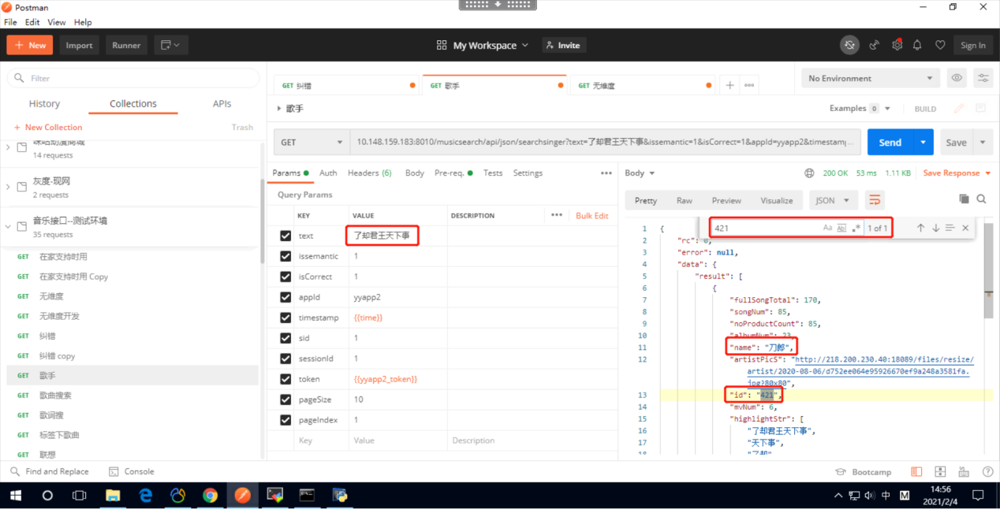 Postman
File Edit View Help
New Import Runner My Workspace Invite Sign In
Filter
History Collections APIs
+ New Collection Trash
咪咕动漫商城
14 requests
灰度-现网
2 requests
音乐接口--测试环境
35 requests
GET 在家支持时用
GET 在家支持时用 Copy
GET 无维度
GET 无维度开发
GET 纠错
GET 纠错 copy
GET 歌手
GET 歌曲搜索
GET 歌词搜
GET 标签下歌曲
GET 联想
GET 纠错 GET 歌手 GET 无维度
No Environment
歌手
Examples 0 BUILD
GET 10.148.159.183:8010/musicsearch/api/json/searchsinger?text=了却君王天下事&issemantic=1&isCorrect=1&appId=yyapp2&timestamp...
Send Save
Params Auth Headers (6) Body Pre-req. Tests Settings
Query Params
KEY VALUE DESCRIPTION Bulk Edit
text 了却君王天下事
issemantic 1
isCorrect 1
appId yyapp2
timestamp {{time}}
sid 1
sessionId 1
token {{yyapp2_token}}
pageSize 10
pageIndex 1
Key Value Description
Body 200 OK 53 ms 1.11 KB Save Response
Pretty Raw Preview Visualize JSON
421 Aa Abl .* 1 of 1
1 {
2 "rc": 0,
3 "error": null,
4 "data": {
5 "result": [
6 {
7 "fullSongTotal": 170,
8 "songNum": 85,
9 "noProductCount": 85,
10 "albumNum": 23,
11 "name": "刀郎",
12 "artistPicS": "http://218.200.230.40:18089/files/resize/
artist/2020-08-06/d752ee064e95926670ef9a248a3581fa.
jpg?80x80",
13 "id": "421",
14 "mvNum": 6,
15 "highlightStr": [
16 "了却君王天下事",
17 "天下事",
18 "了却"
Find and Replace Console
Bootcamp
中 M 14:56
2021/2/4